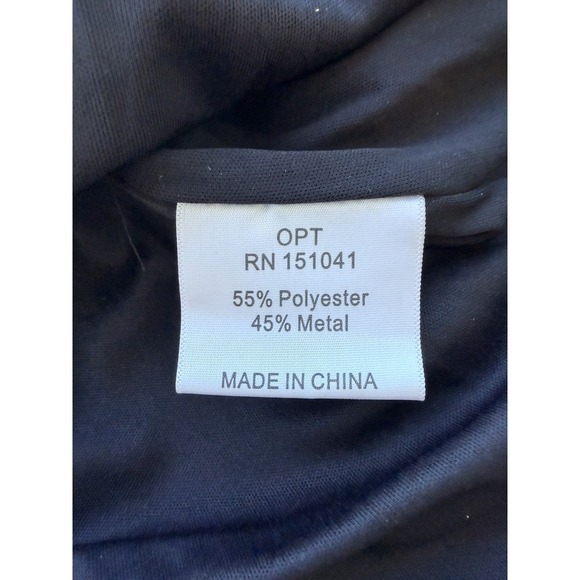 OPT
RN 151041
55% Polyester
45% Metal
MADE IN CHINA